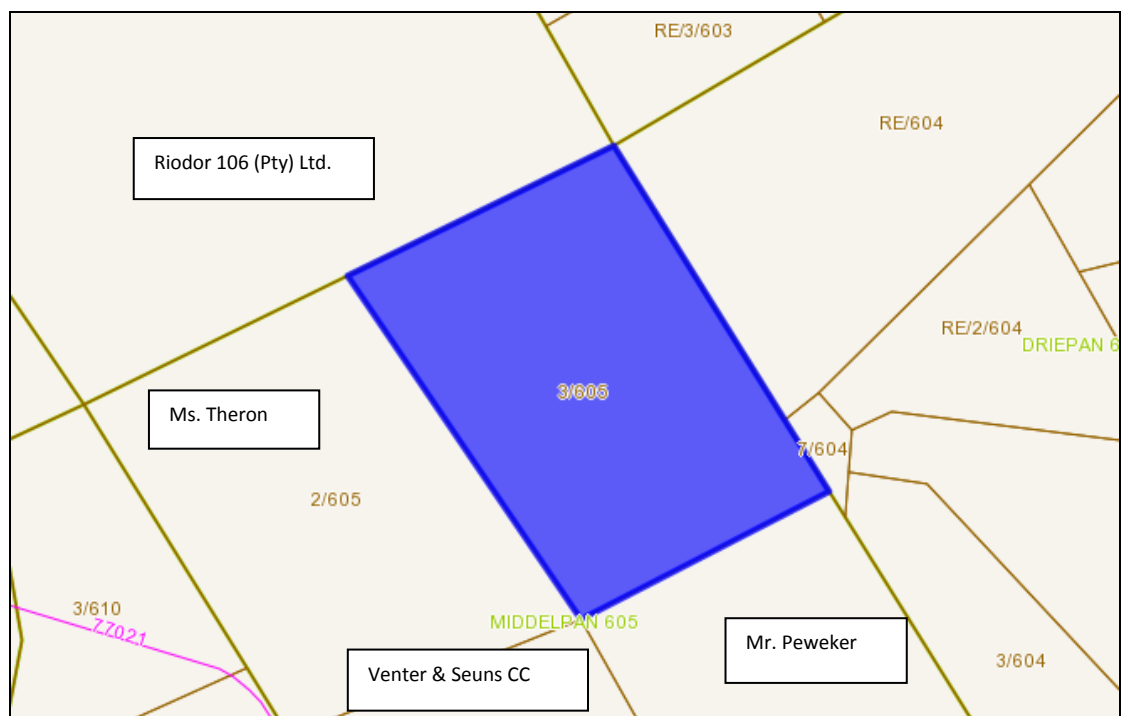 RE/3/603
RE/604
Riodor 106 (Pty) Ltd.
RE/2/604
DRIEPAN 6
3/605
Ms. Theron
7/604
2/605
3/610
77021
MIDDELPAN 605
Mr. Peweker
3/604
Venter & Seuns CC